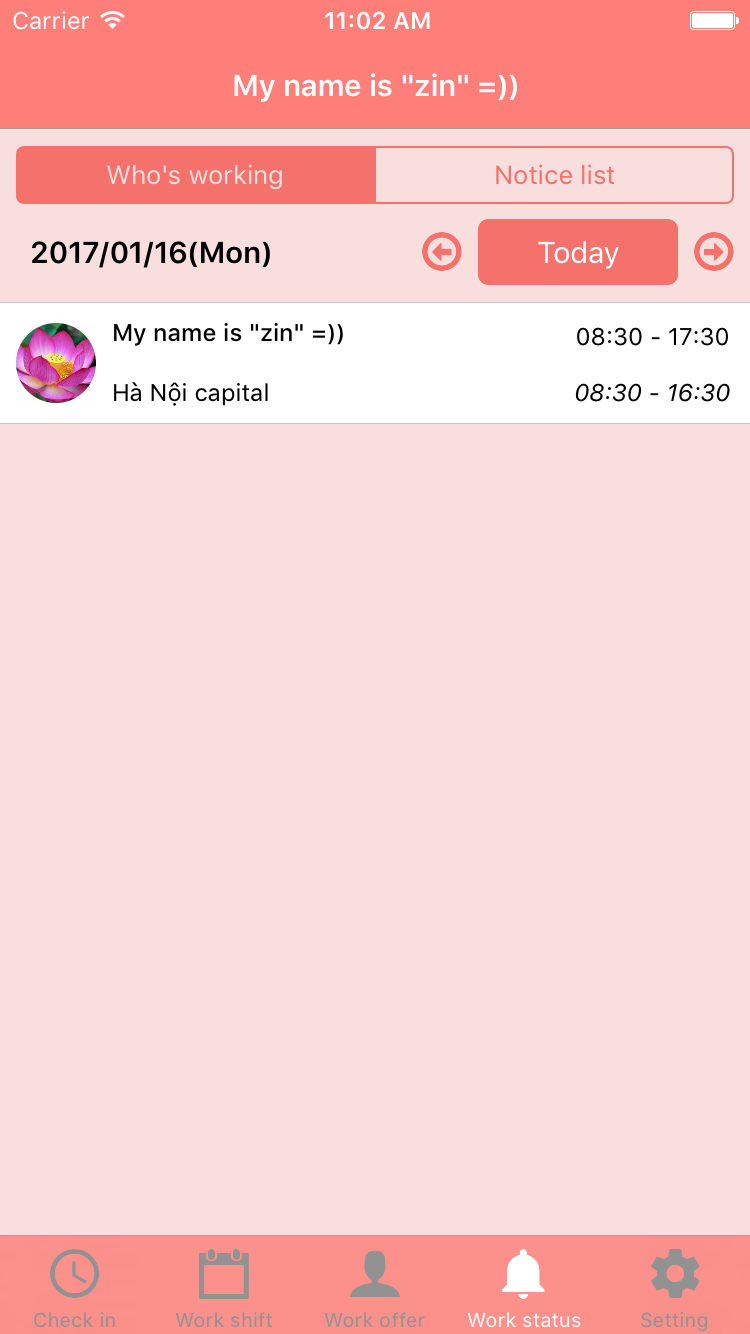 Carrier 11:02 AM
My name is "zin" =))
Who's working Notice list
2017/01/16(Mon) Today
My name is "zin" =)) 08:30 - 17:30
Hà Nội capital 08:30 - 16:30
Check in Work shift Work offer Work status Setting